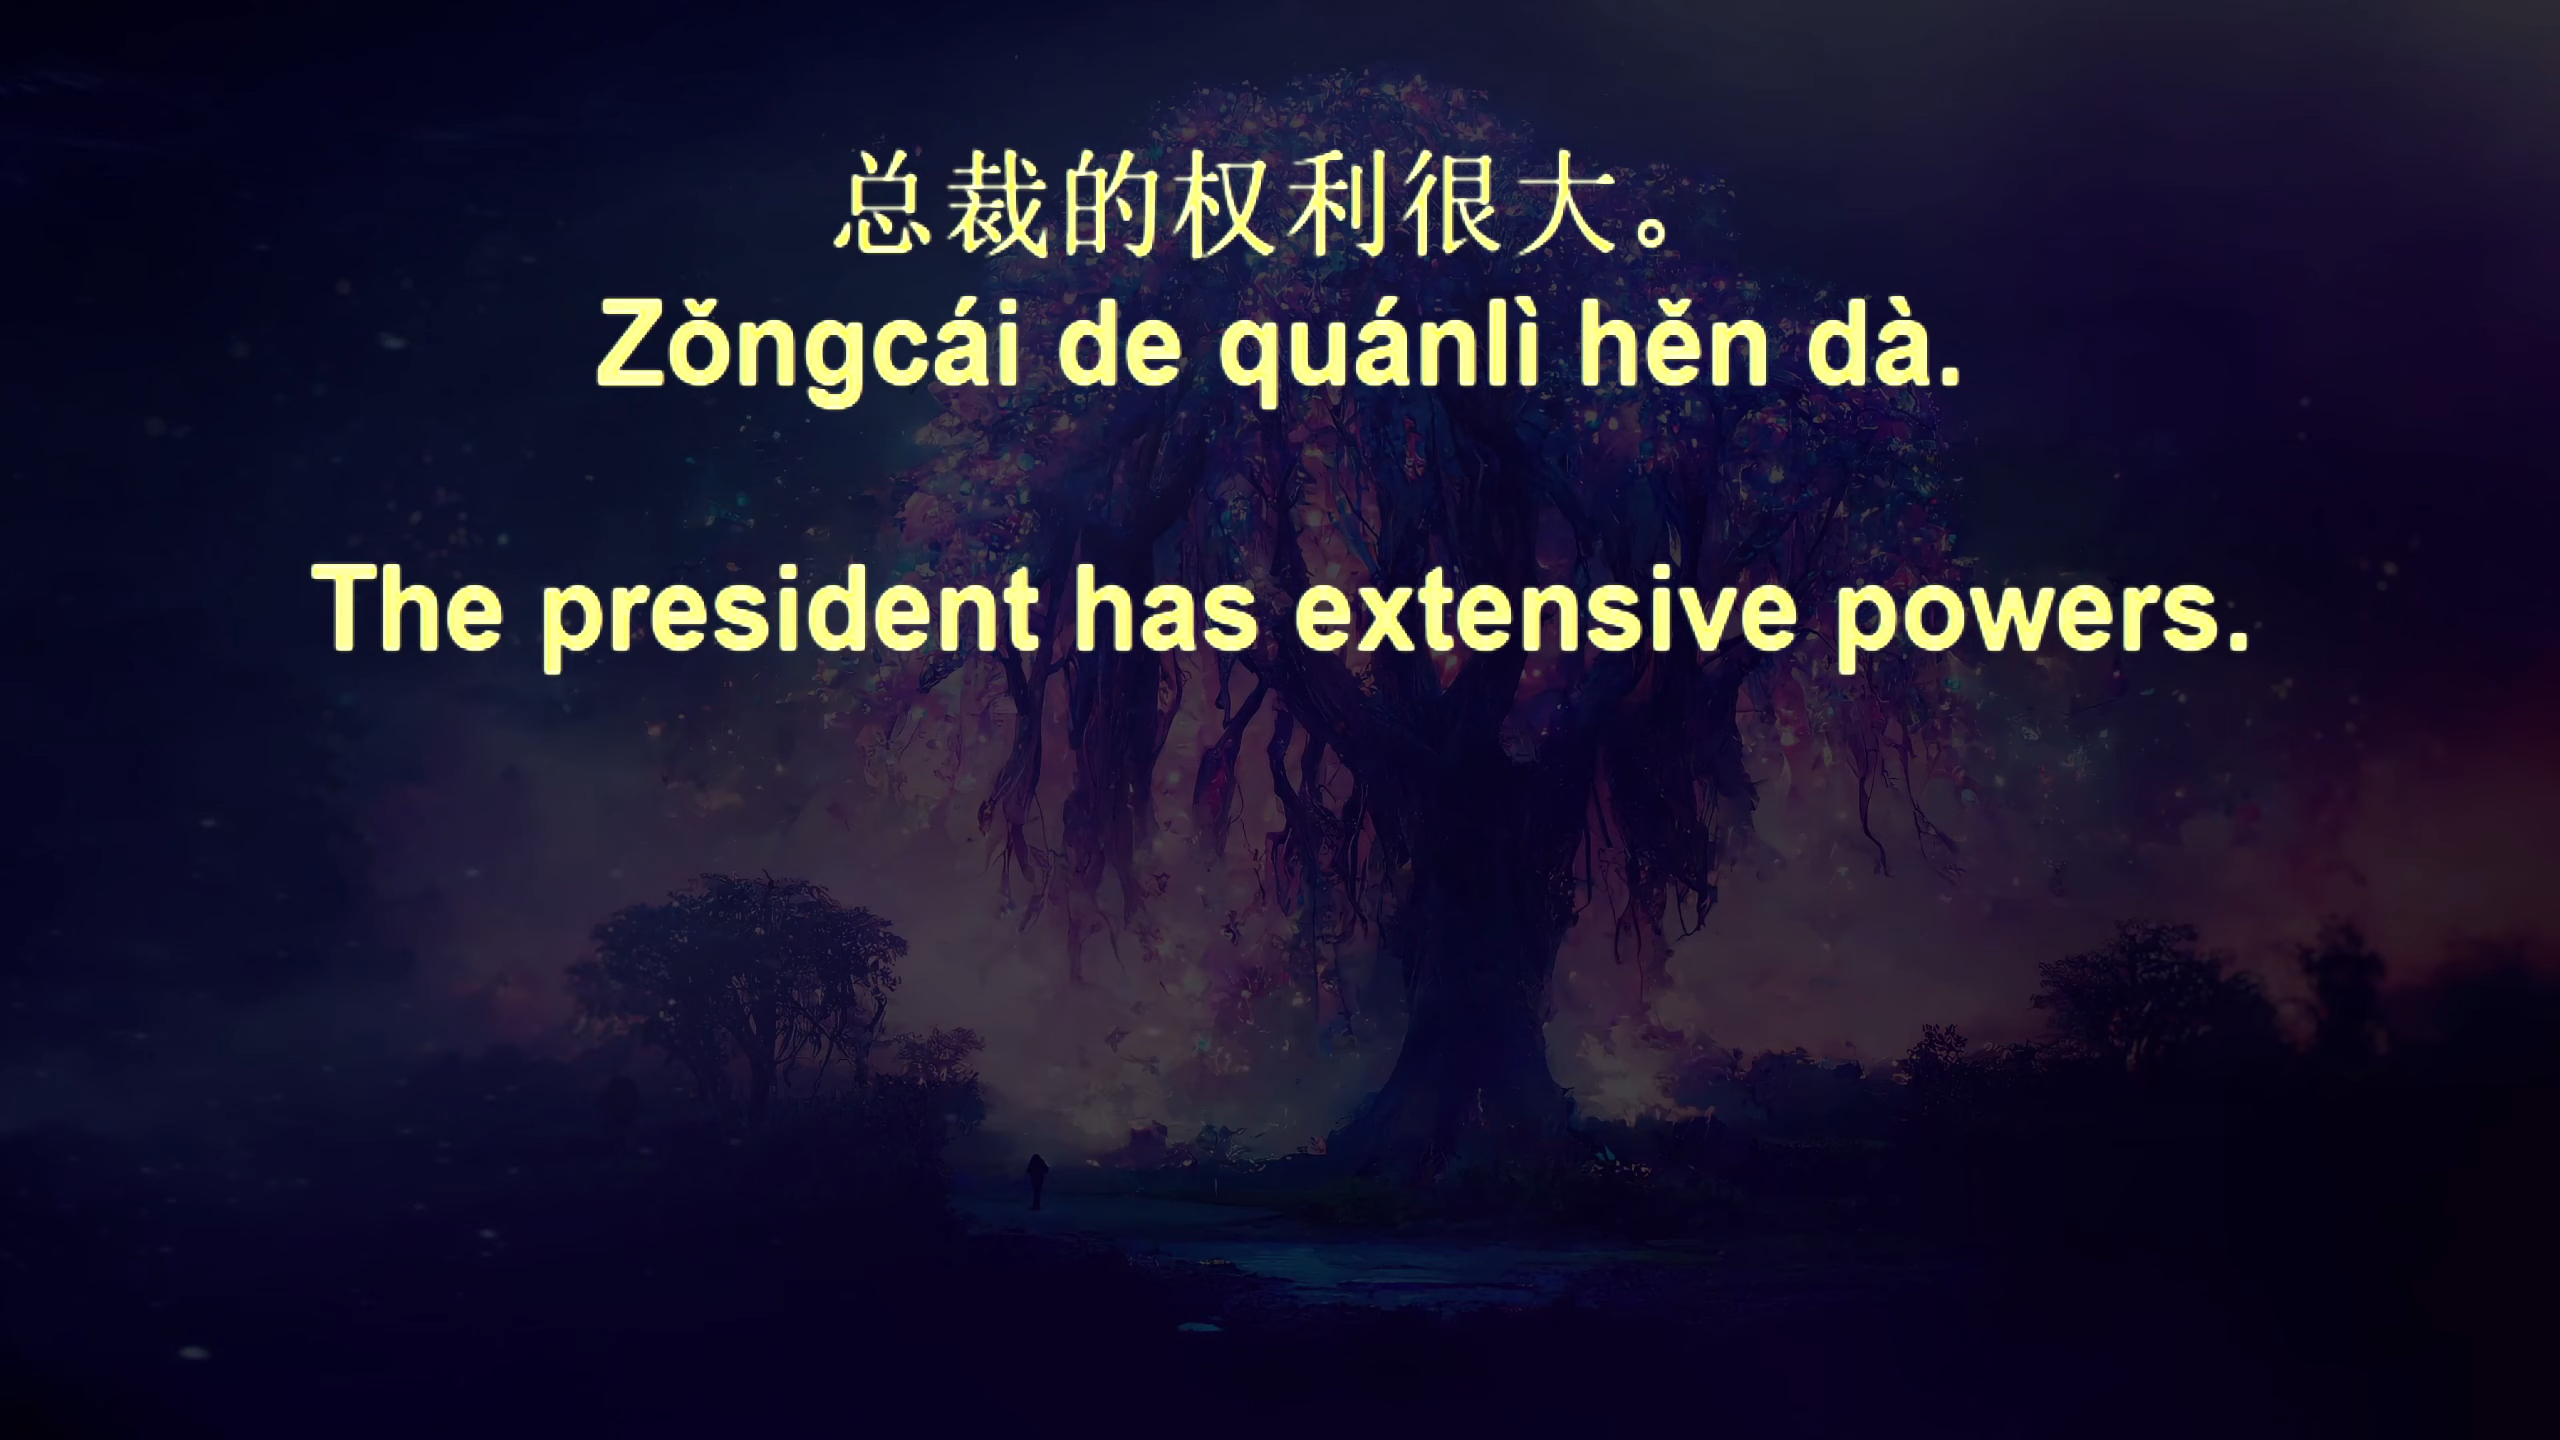 总裁的权利很大。
Zǒngcái de quánlì hěn dà.
The president has extensive powers.